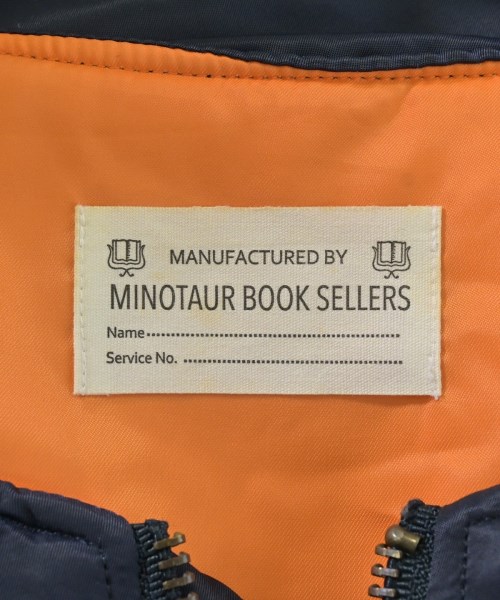 MANUFACTURED BY
MINOTAUR BOOK SELLERS
Name........................................................
Service No. ................................................